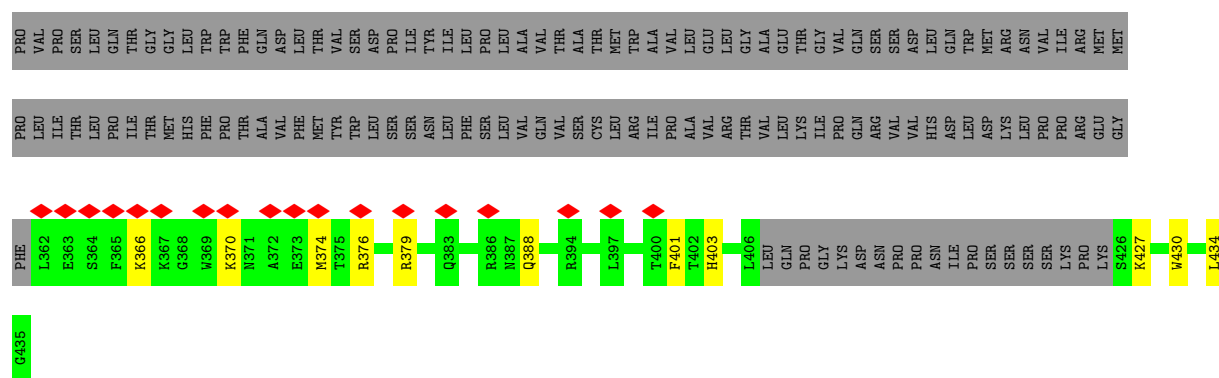 PRO VAL PRO SER LEU GLN THR GLY GLY LEU TRP TRP PHE GLN ASP LEU THR VAL SER ASP PRO ILE TYR ILE LEU PRO LEU ALA VAL THR ALA THR MET TRP ALA VAL LEU GLU LEU GLY ALA GLU THR GLY VAL GLN SER SER ASP LEU GLN TRP MET ARG ASN VAL ILE ARG MET MET
PRO LEU ILE THR LEU PRO ILE THR MET HIS PHE PRO THR ALA VAL PHE MET TYR TRP LEU SER SER ASN LEU PHE SER LEU VAL GLN VAL SER CYS LEU ARG ILE PRO ALA VAL ARG THR VAL LEU LYS ILE PRO GLN ARG VAL VAL HIS ASP LEU ASP LYS LEU PRO PRO ARG GLU GLY
PHE L362 E363 S364 F365 K366 K367 G368 W369 K370 N371 A372 E373 M374 T375 R376 R379 Q383 R386 N387 Q388 R394 L397 T400 F401 T402 H403 L406 LEU GLN PRO GLY LYS ASP ASN PRO PRO ASN ILE PRO SER SER SER SER LYS PRO LYS S426 K427 W430 L434
G435